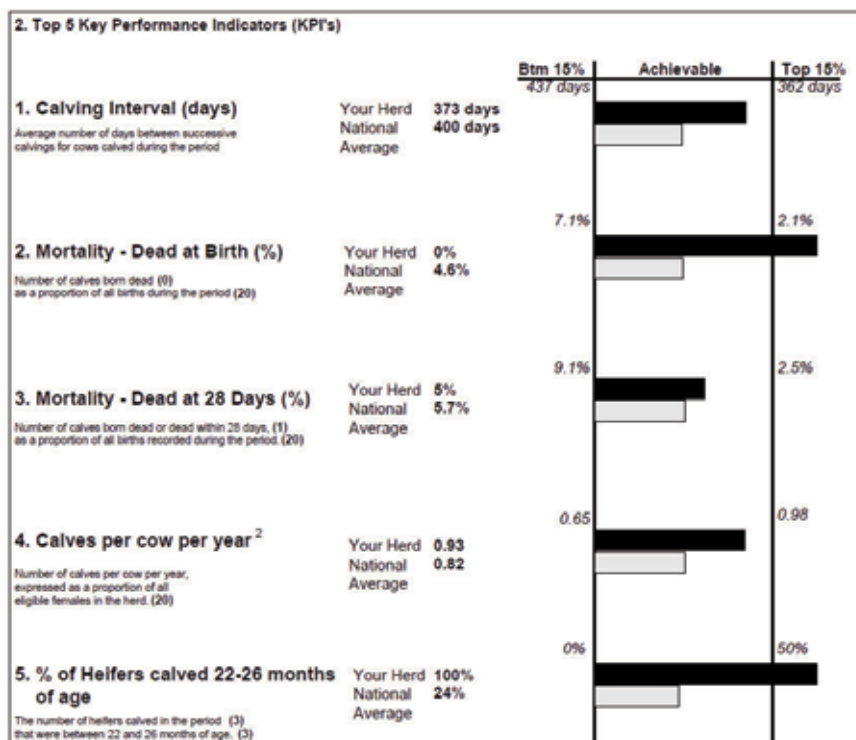 2. Top 5 Key Performance Indicators (KPI's)
Btm 15% Achievable Top 15%
437 days 362 days
1. Calving Interval (days)
Average number of days between successive
calvings for cows calved during the period
Your Herd 373 days
National 400 days
Average
7.1% 2.1%
2. Mortality - Dead at Birth (%)
Number of calves born dead (0)
as a proportion of all births during the period (20)
Your Herd 0%
National 4.6%
Average
9.1% 2.5%
3. Mortality - Dead at 28 Days (%)
Number of calves born dead or dead within 28 days, (1)
as a proportion of all births recorded during the period. (20)
Your Herd 5%
National 5.7%
Average
0.65 0.98
4. Calves per cow per year 2
Number of calves per cow per year,
expressed as a proportion of all
eligible females in the herd. (20)
Your Herd 0.93
National 0.82
Average
0% 50%
5. % of Heifers calved 22-26 months
of age
The number of heifers calved in the period (3)
that were between 22 and 26 months of age. (3)
Your Herd 100%
National 24%
Average